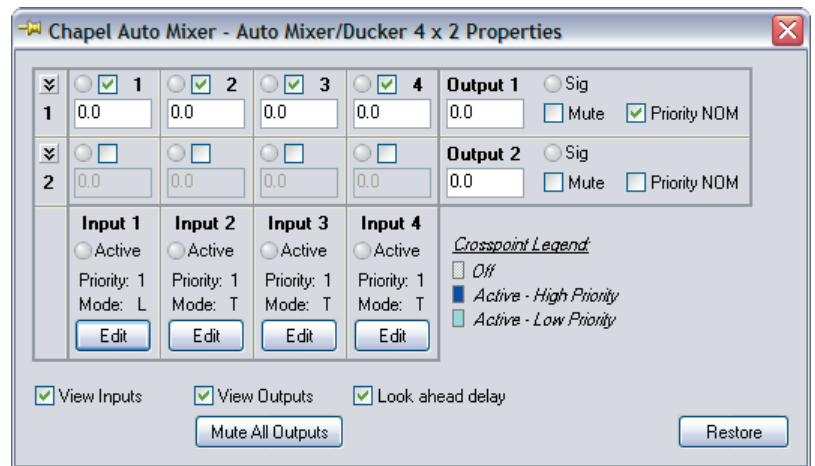 Chapel Auto Mixer - Auto Mixer/Ducker 4 x 2 Properties
1 2 3 4 Output 1 Sig
1 0.0 0.0 0.0 0.0 0.0 Mute Priority NOM
Output 2 Sig
2 0.0 0.0 0.0 0.0 0.0 Mute Priority NOM
Input 1 Input 2 Input 3 Input 4
Active Active Active Active Crosspoint Legend:
Off
Priority: 1 Priority: 1 Priority: 1 Priority: 1
Active - High Priority
Mode: L Mode: T Mode: T Mode: T
Active - Low Priority
Edit Edit Edit Edit
View Inputs View Outputs Look ahead delay
Mute All Outputs Restore